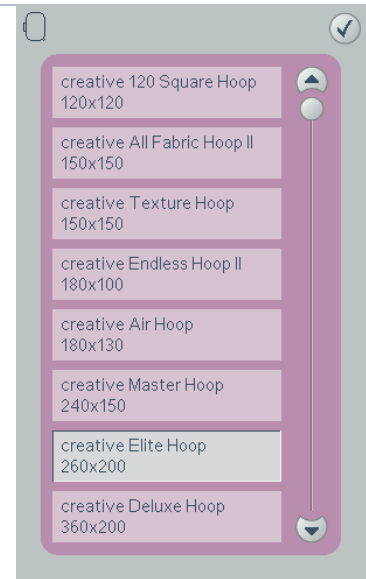 creative 120 Square Hoop
120x120
creative All Fabric Hoop II
150x150
creative Texture Hoop
150x150
creative Endless Hoop II
180x100
creative Air Hoop
180x130
creative Master Hoop
240x150
creative Elite Hoop
260x200
creative Deluxe Hoop
360x200